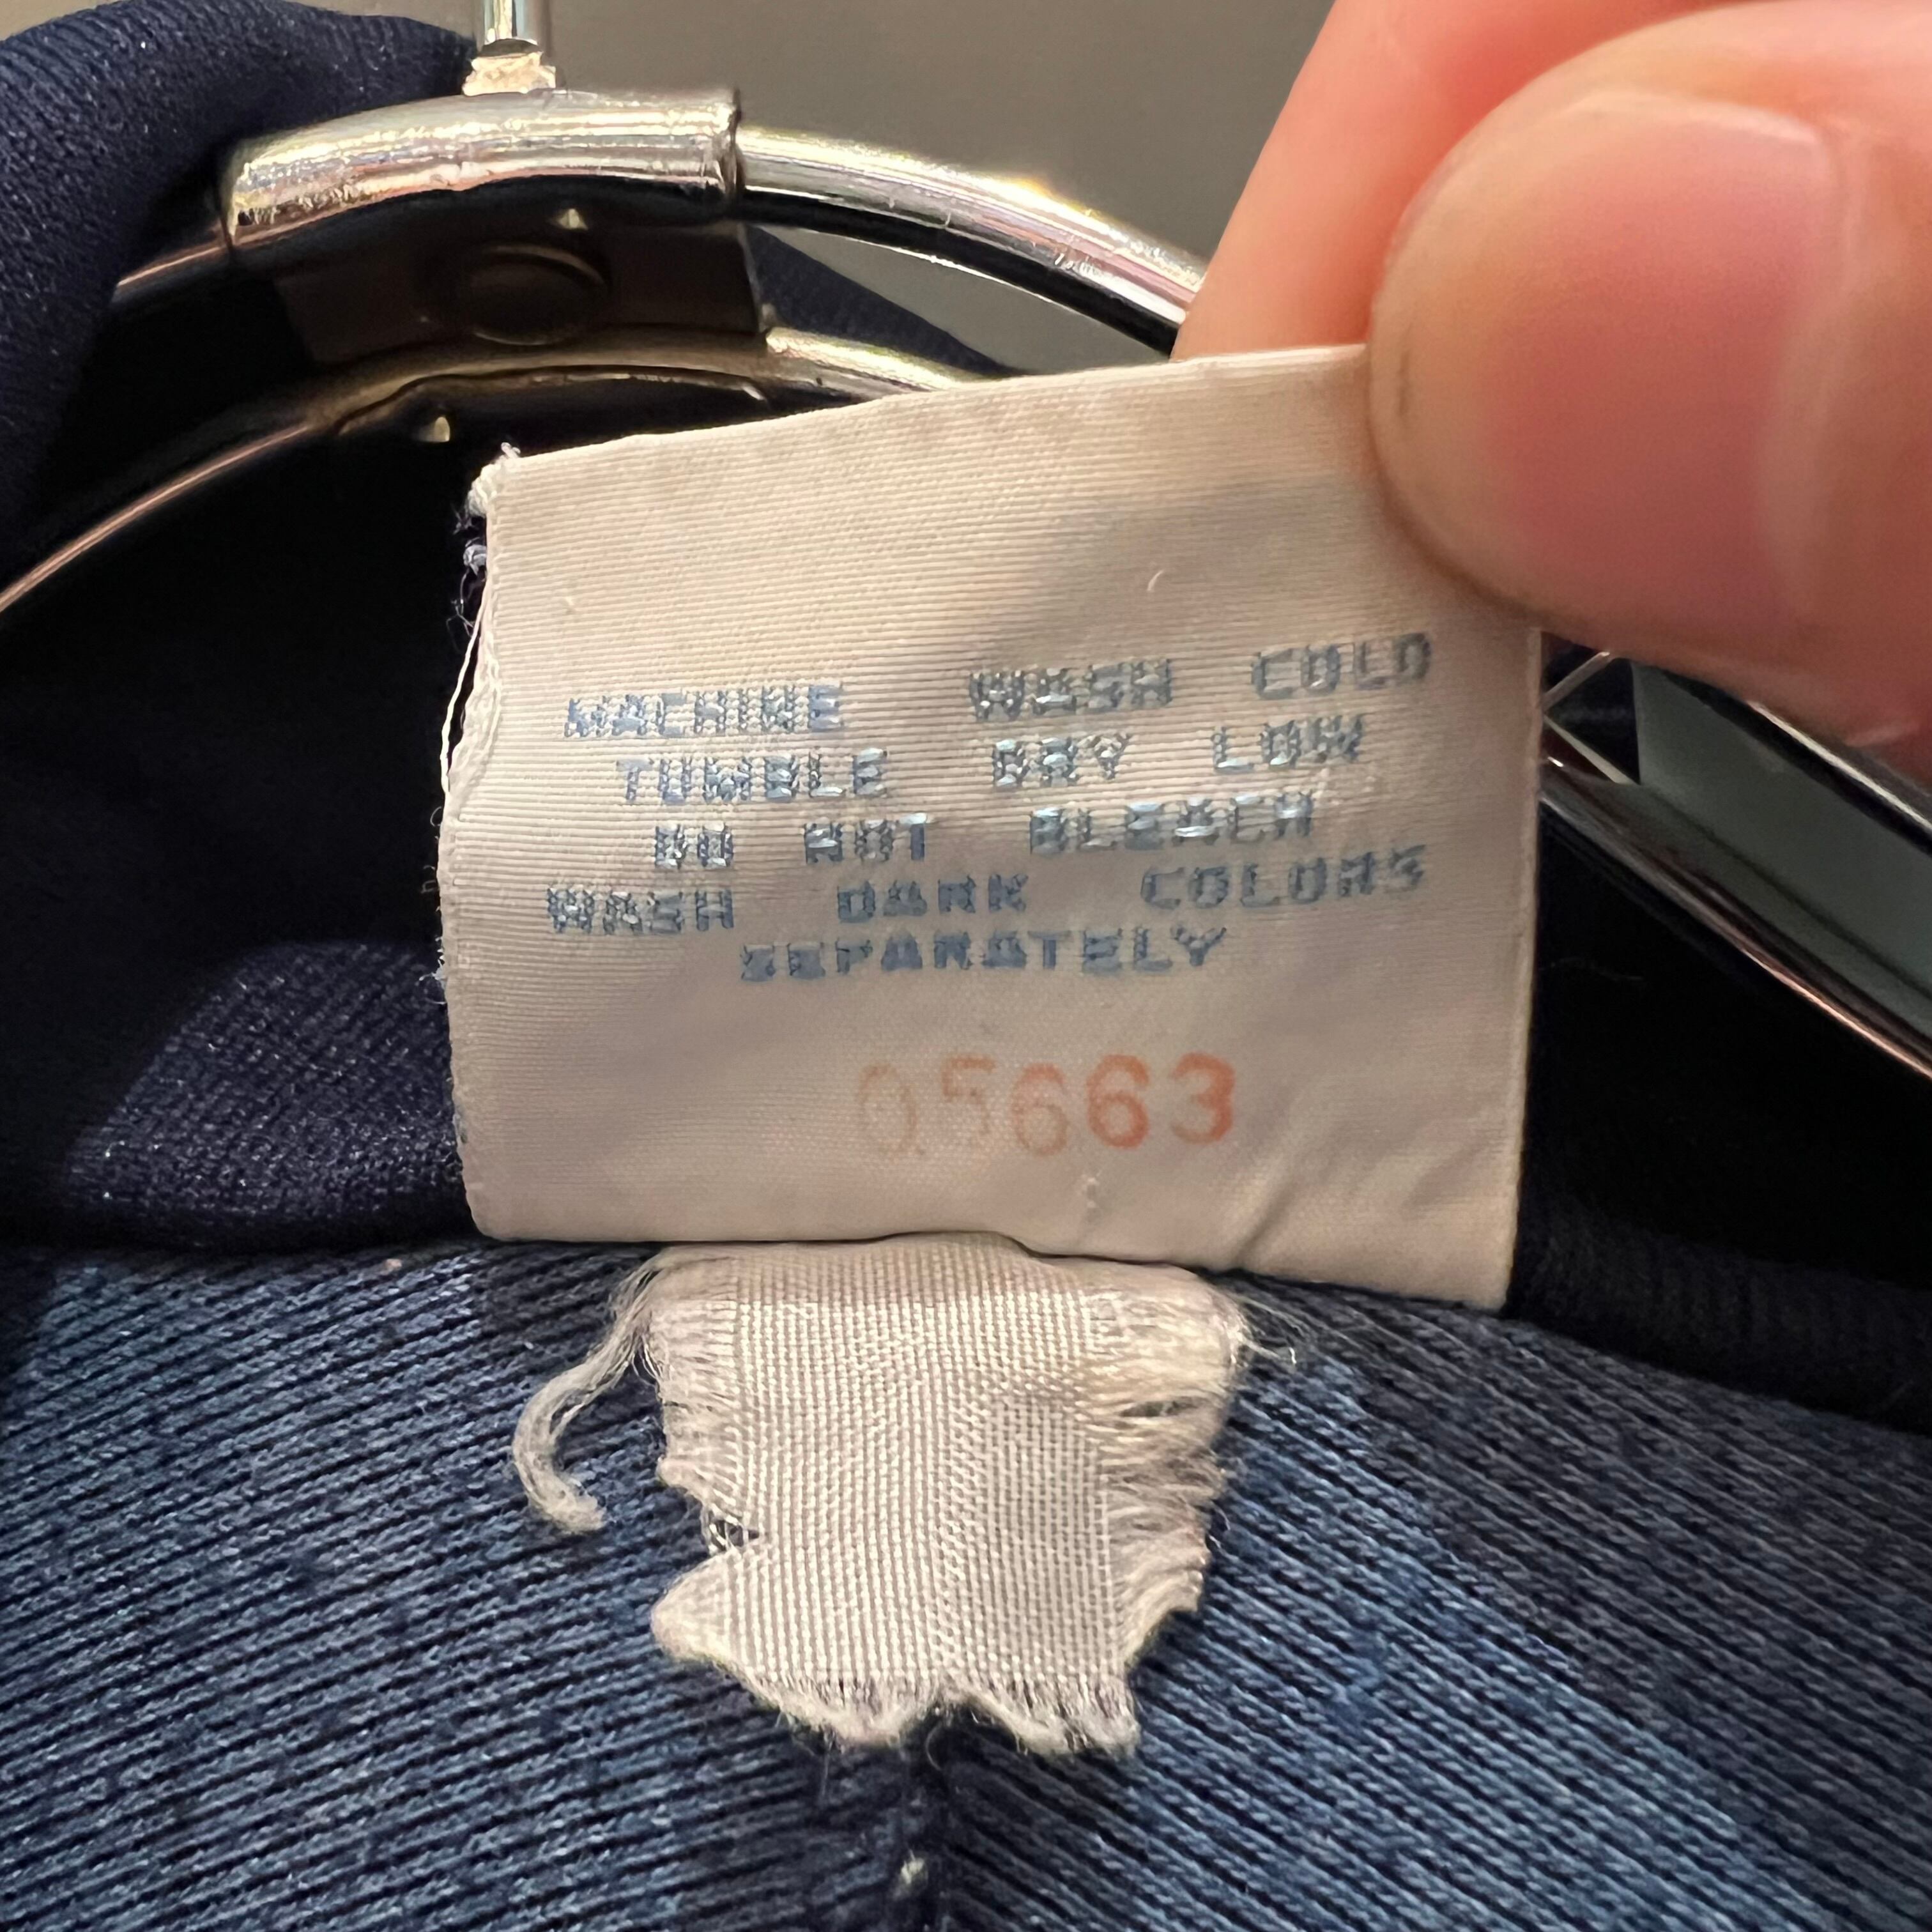 MACHINE WASH COLD
TUMBLE DRY LOW
DO NOT BLEACH
WASH DARK COLORS
SEPARATELY
05663